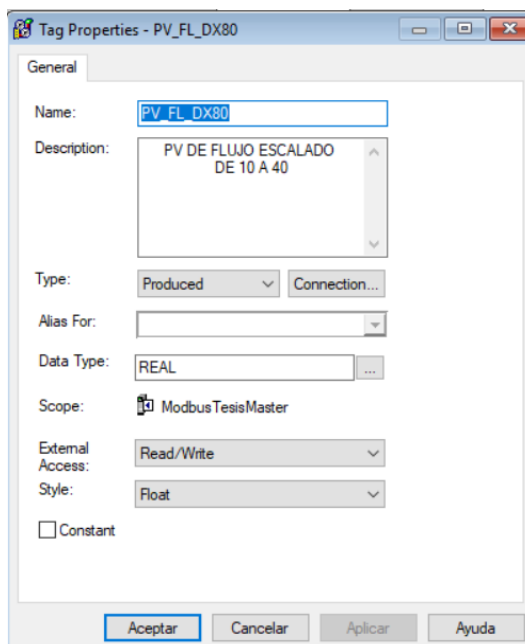 Tag Properties - PV_FL_DX80
General
Name: PV_FL_DX80
Description: PV DE FLUJO ESCALADO
DE 10 A 40
Type: Produced Connection...
Alias For:
Data Type: REAL ...
Scope: ModbusTesisMaster
External
Access: Read/Write
Style: Float
Constant
Aceptar Cancelar Aplicar Ayuda